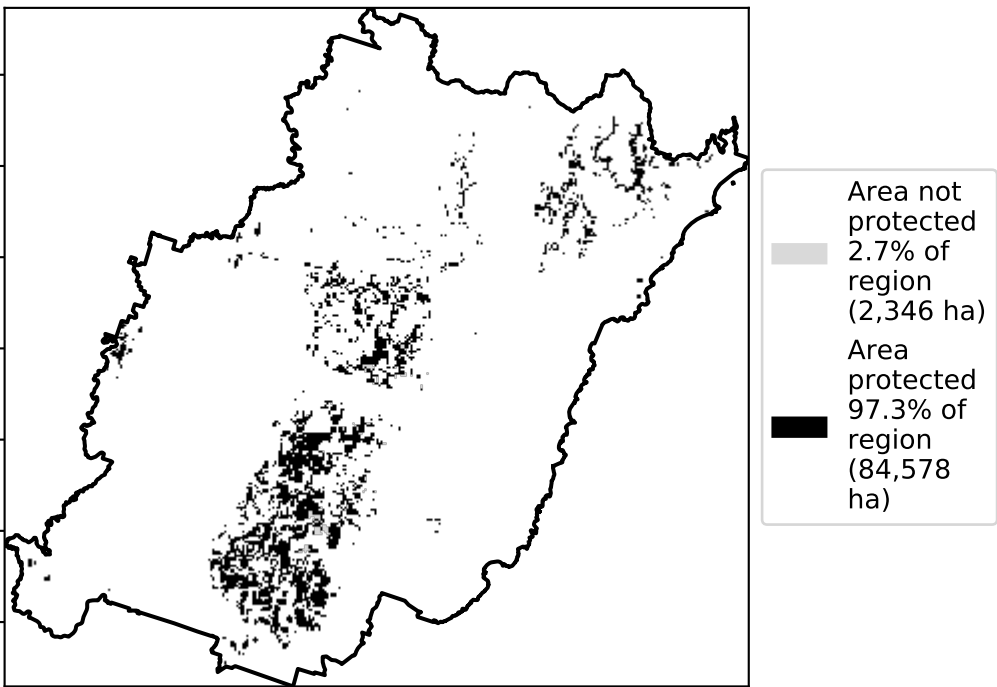 Area not
protected
2.7% of
region
(2,346 ha)
Area
protected
97.3% of
region
(84,578
ha)